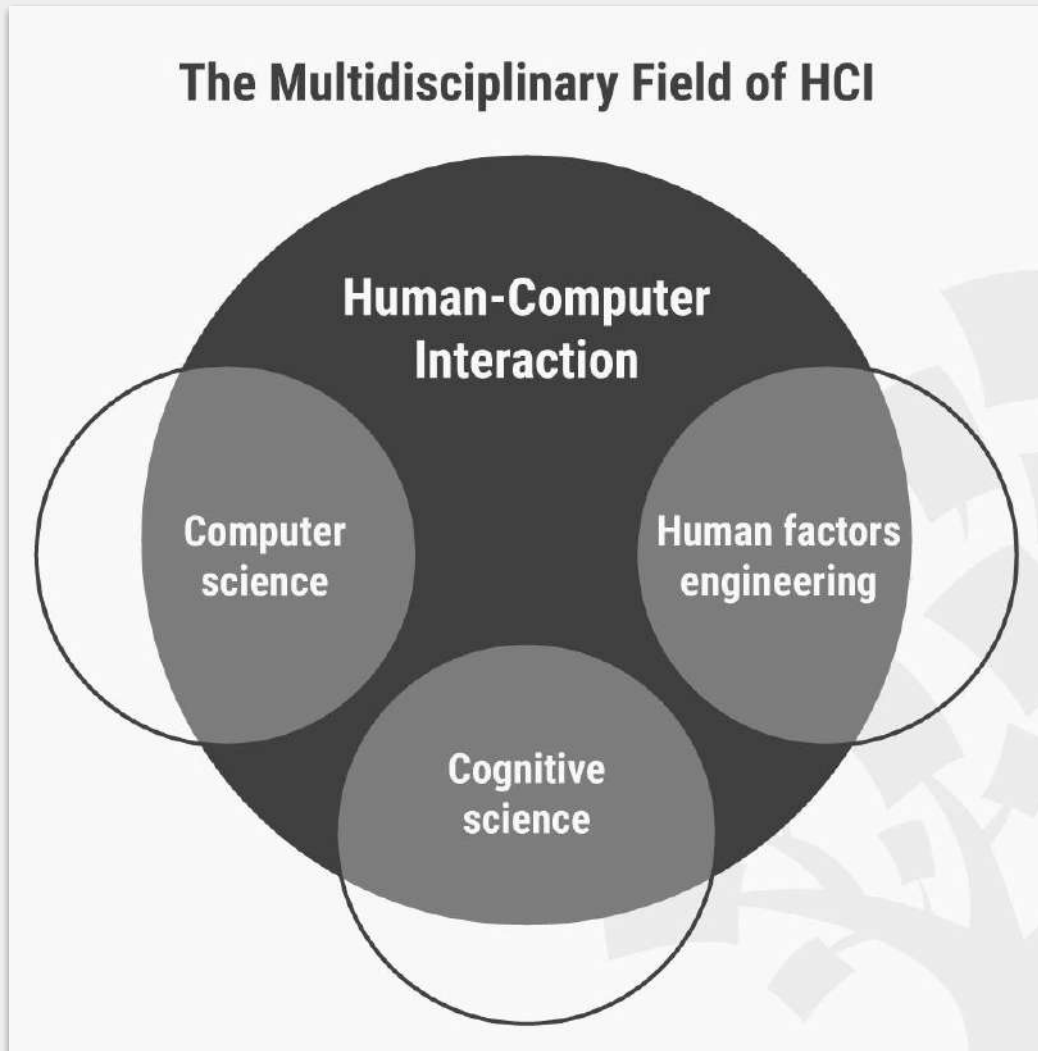 The Multidisciplinary Field of HCI
Human-Computer
Interaction
Computer
science
Human factors
engineering
Cognitive
science